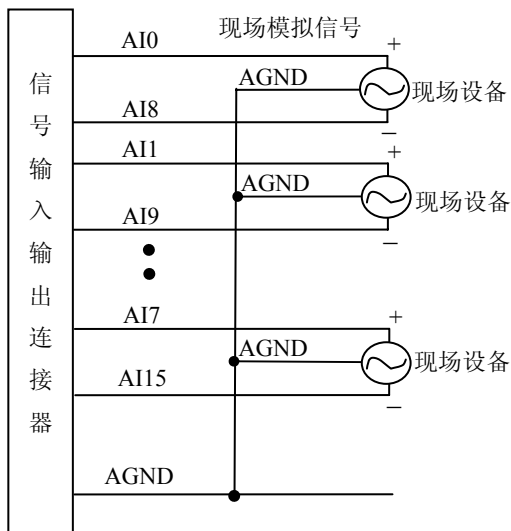 信号输入输出连接器
现场模拟信号
AI0
+
AGND
现场设备
AI8
−
AI1
+
AGND
现场设备
AI9
−
AI7
+
AGND
现场设备
AI15
−
AGND